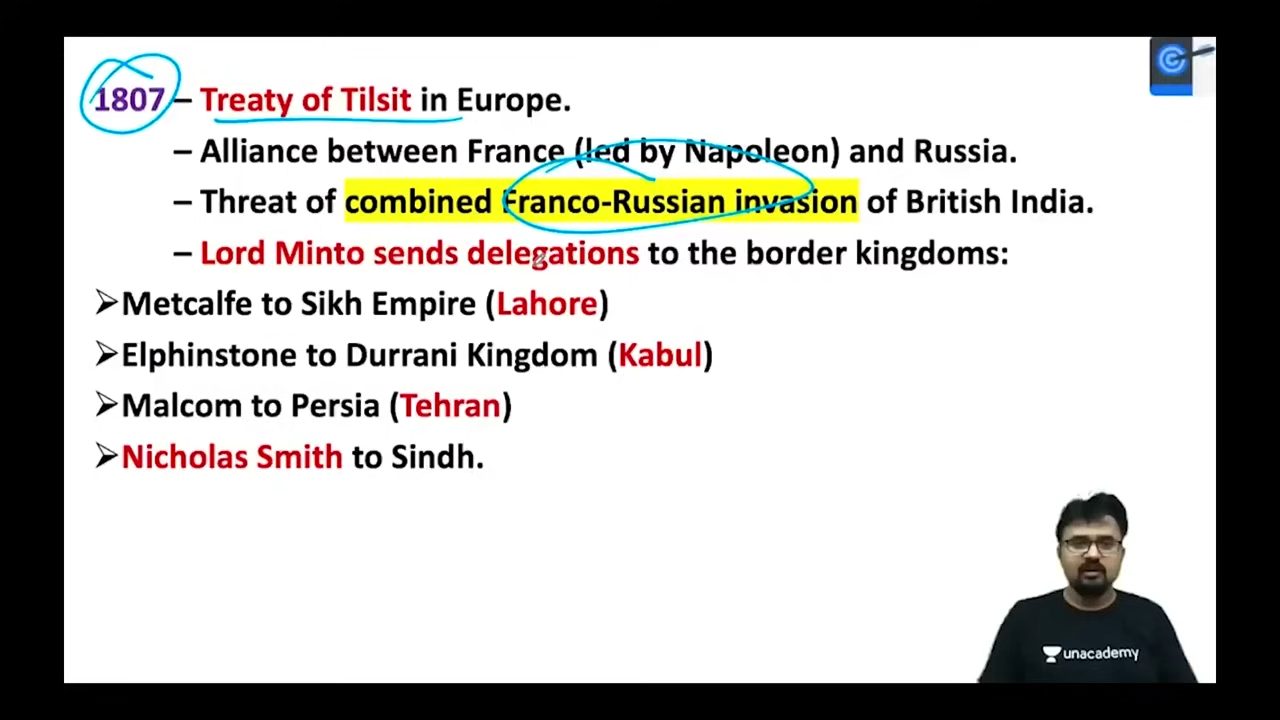 1807 – Treaty of Tilsit in Europe.
– Alliance between France (led by Napoleon) and Russia.
– Threat of combined Franco-Russian invasion of British India.
– Lord Minto sends delegations to the border kingdoms:
➢Metcalfe to Sikh Empire (Lahore)
➢Elphinstone to Durrani Kingdom (Kabul)
➢Malcom to Persia (Tehran)
➢Nicholas Smith to Sindh.
unacademy